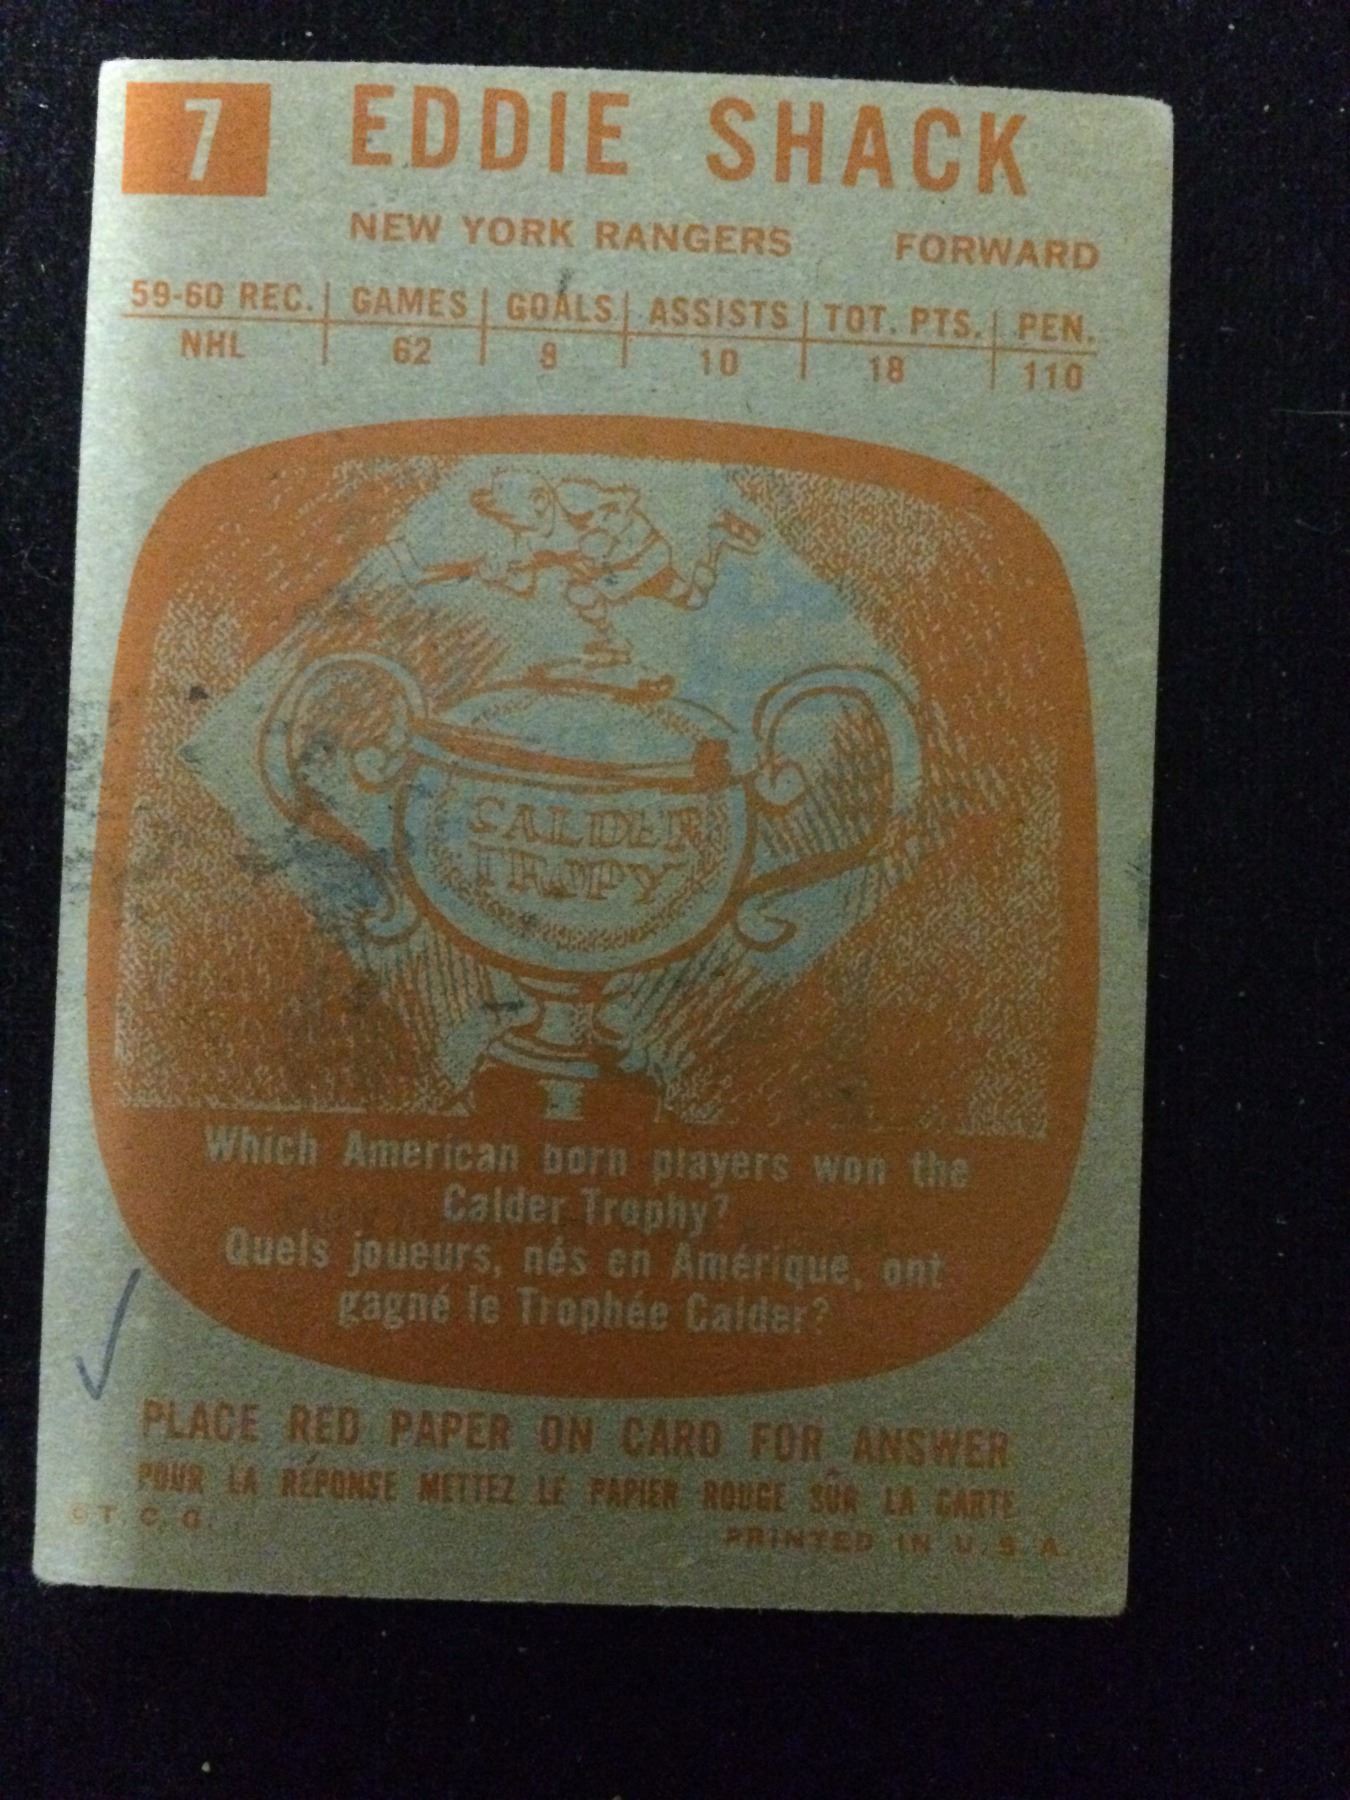 7 EDDIE SHACK
NEW YORK RANGERS FORWARD
59-60 REC. GAMES GOALS ASSISTS TOT. PTS. PEN.
NHL 62 8 10 18 110
CALDER
TROPY
Which American born players won the
Calder Trophy?
Quels joueurs, nés en Amérique, ont
gagné le Trophée Calder?
PLACE RED PAPER ON CARD FOR ANSWER
POUR LA RÉPONSE METTEZ LE PAPIER ROUGE SÛR LA CARTE
© T. C. G.
PRINTED IN U. S. A.